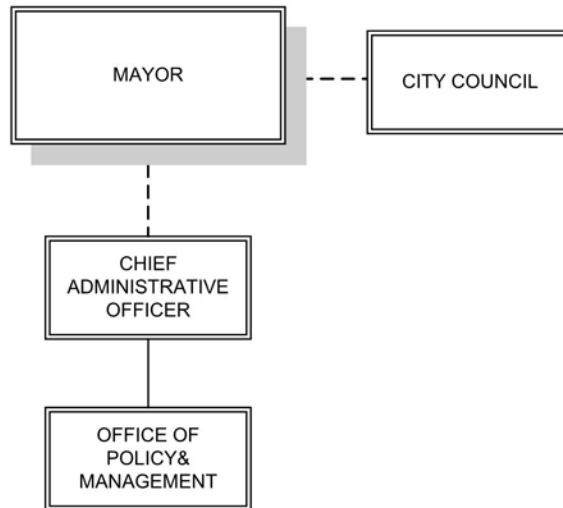 MAYOR
CITY COUNCIL
CHIEF
ADMINISTRATIVE
OFFICER
OFFICE OF
POLICY&
MANAGEMENT